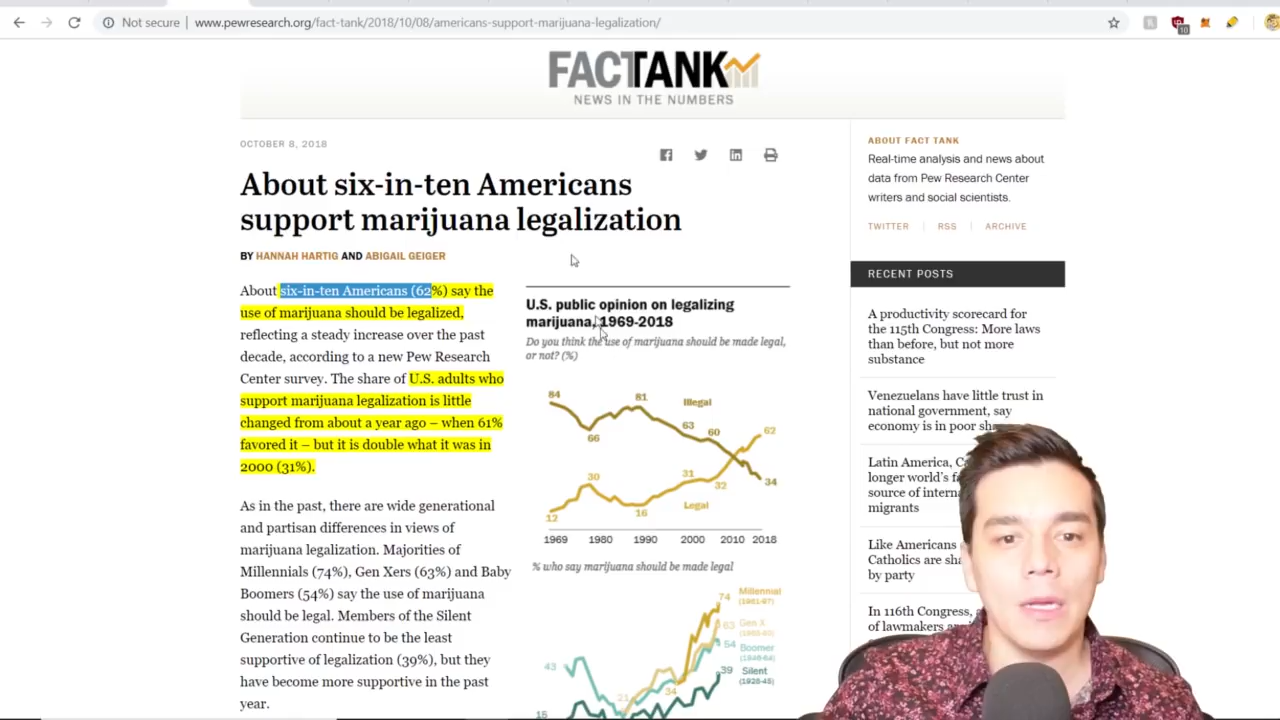 Not secure
www.pewresearch.org/fact-tank/2018/10/08/americans-support-marijuana-legalization/
10
FACTANK
NEWS IN THE NUMBERS
OCTOBER 8, 2018
About six-in-ten Americans
support marijuana legalization
BY HANNAH HARTIG AND ABIGAIL GEIGER
About six-in-ten Americans (62%) say the
use of marijuana should be legalized,
reflecting a steady increase over the past
decade, according to a new Pew Research
Center survey. The share of U.S. adults who
support marijuana legalization is little
changed from about a year ago – when 61%
favored it – but it is double what it was in
2000 (31%).
As in the past, there are wide generational
and partisan differences in views of
marijuana legalization. Majorities of
Millennials (74%), Gen Xers (63%) and Baby
Boomers (54%) say the use of marijuana
should be legal. Members of the Silent
Generation continue to be the least
supportive of legalization (39%), but they
have become more supportive in the past
year.
U.S. public opinion on legalizing
marijuana, 1969-2018
Do you think the use of marijuana should be made legal,
or not? (%)
84
81
Illegal
66
63
60
62
30
31
32
34
12
16
Legal
1969 1980 1990 2000 2010 2018
% who say marijuana should be made legal
74 Millennial
(1981-97)
63 Gen X
54 Boomer
(1946-64)
39 Silent
(1928-45)
43
21
34
15
ABOUT FACT TANK
Real-time analysis and news about
data from Pew Research Center
writers and social scientists.
TWITTER RSS ARCHIVE
RECENT POSTS
A productivity scorecard for
the 115th Congress: More laws
than before, but not more
substance
Venezuelans have little trust in
national government, say
economy is in poor
Latin America,
longer world's
source of
migrants
Like Americans
Catholics are
by party
In 116th Congress,
of lawmakers